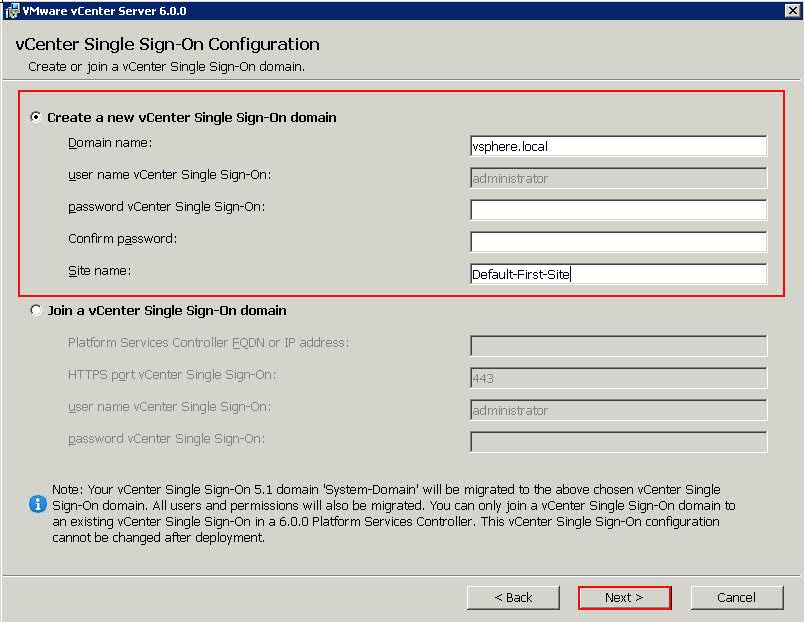 VMware vCenter Server 6.0.0
vCenter Single Sign-On Configuration
Create or join a vCenter Single Sign-On domain.
Create a new vCenter Single Sign-On domain
Domain name:
vsphere.local
user name vCenter Single Sign-On:
administrator
password vCenter Single Sign-On:
Confirm password:
Site name:
Default-First-Site
Join a vCenter Single Sign-On domain
Platform Services Controller FQDN or IP address:
HTTPS port vCenter Single Sign-On:
443
user name vCenter Single Sign-On:
administrator
password vCenter Single Sign-On:
Note: Your vCenter Single Sign-On 5.1 domain 'System-Domain' will be migrated to the above chosen vCenter Single
Sign-On domain. All users and permissions will also be migrated. You can only join a vCenter Single Sign-On domain to
an existing vCenter Single Sign-On in a 6.0.0 Platform Services Controller. This vCenter Single Sign-On configuration
cannot be changed after deployment.
< Back
Next >
Cancel